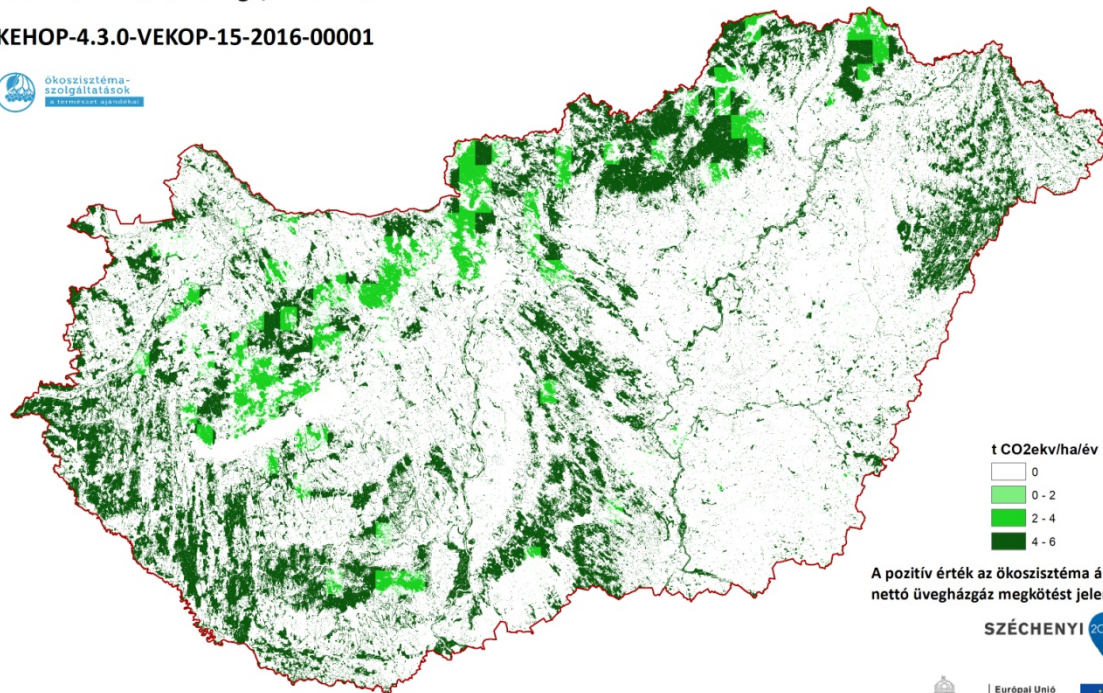 KEHOP-4.3.0-VEKOP-15-2016-00001
ökoszisztéma-
szolgáltatások
a természet ajándékai
t CO2ekv/ha/év
0
0 - 2
2 - 4
4 - 6
A pozitív érték az ökoszisztéma
nettó üvegházgáz megkötést
SZÉCHENYI
Európai Unió